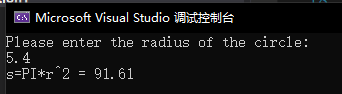 Microsoft Visual Studio 调试控制台
Please enter the radius of the circle:
5.4
s=PI*r^2 = 91.61